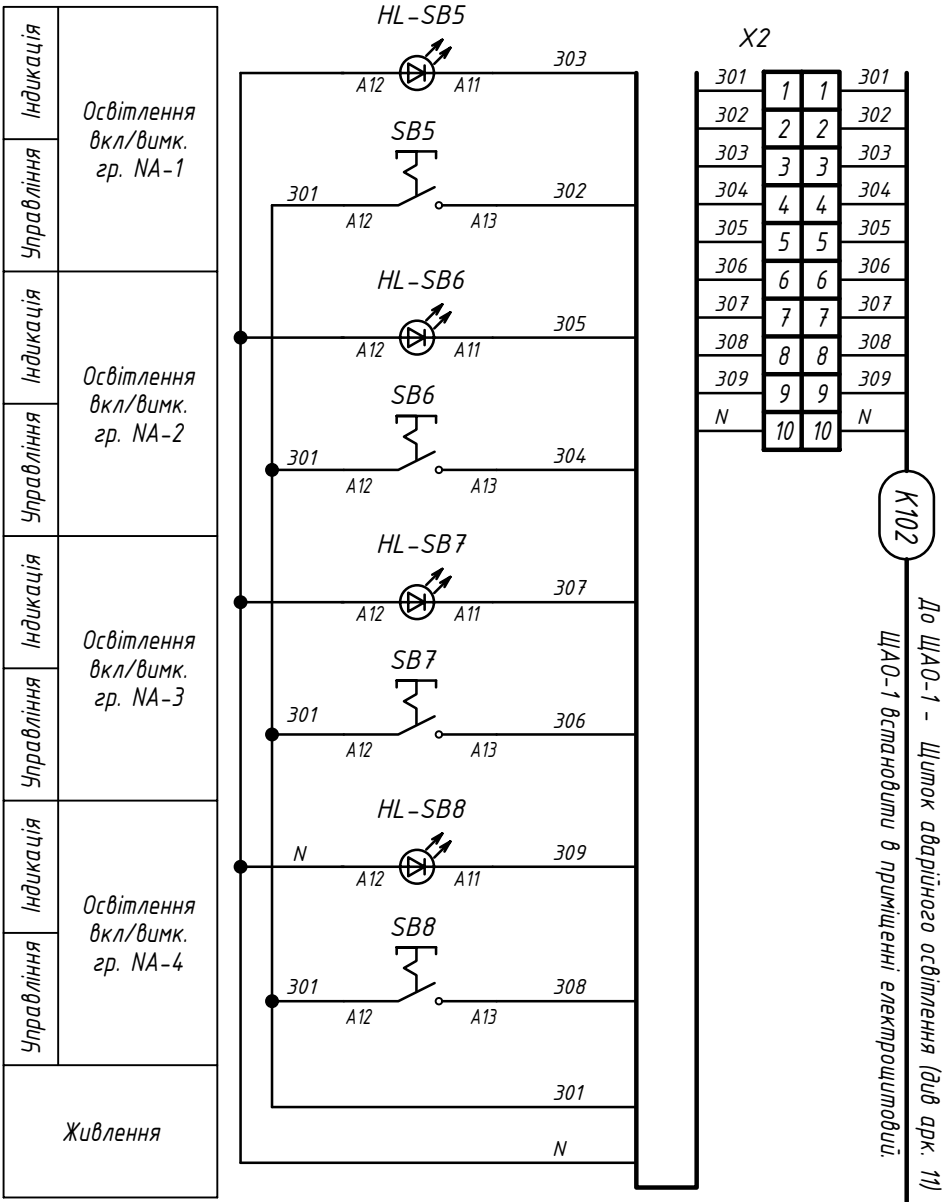 Індикація
Управління
Освітлення
вкл/вимк.
гр. NA-1
Індикація
Управління
Освітлення
вкл/вимк.
гр. NA-2
Індикація
Управління
Освітлення
вкл/вимк.
гр. NA-3
Індикація
Управління
Освітлення
вкл/вимк.
гр. NA-4
Живлення
HL-SB5
A12 A11 303
SB5
301 A12 A13 302
HL-SB6
A12 A11 305
SB6
301 A12 A13 304
HL-SB7
A12 A11 307
SB7
301 A12 A13 306
HL-SB8
N A12 A11 309
SB8
301 A12 A13 308
301
N
X2
301 1 1 301
302 2 2 302
303 3 3 303
304 4 4 304
305 5 5 305
306 6 6 306
307 7 7 307
308 8 8 308
309 9 9 309
N 10 10 N
К102
До ЩАО-1 - Щиток аварійного освітлення (див арк. 11)
ЩАО-1 встановити в приміщенні електрощитовий.